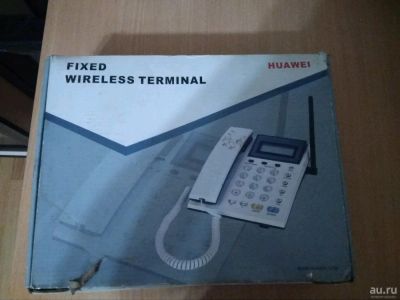 FIXED
WIRELESS TERMINAL
HUAWEI
au.ru